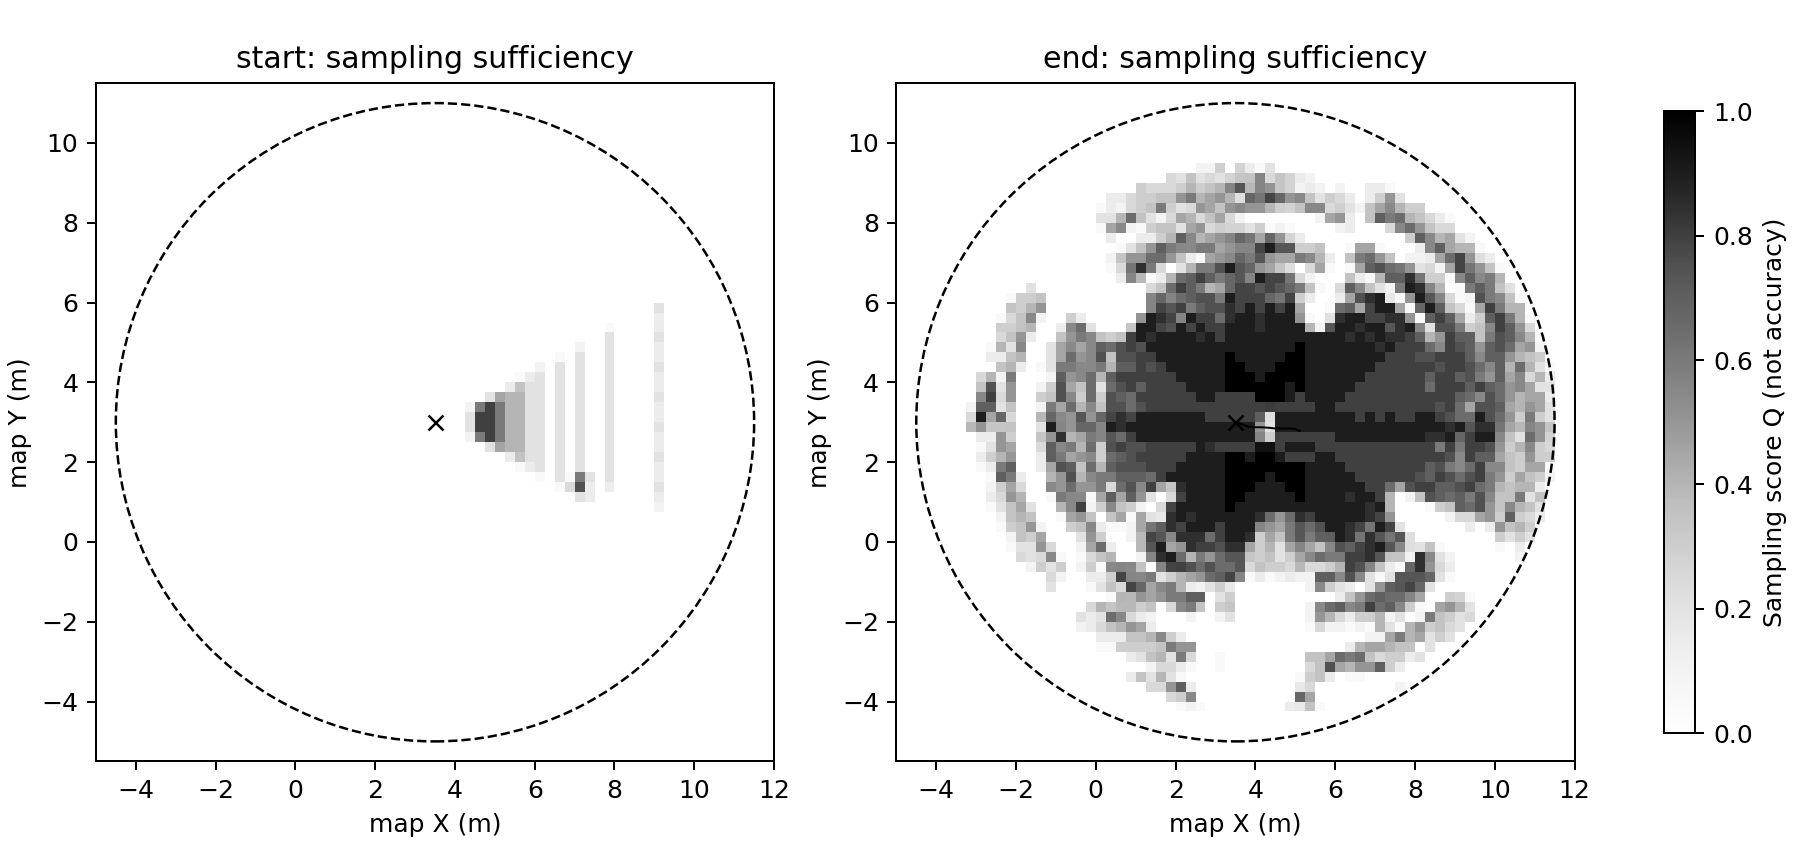 start: sampling sufficiency
end: sampling sufficiency
10
8
6
4
2
0
−2
−4
map Y (m)
−4 −2 0 2 4 6 8 10 12
map X (m)
10
8
6
4
2
0
−2
−4
map Y (m)
−4 −2 0 2 4 6 8 10 12
map X (m)
1.0
0.8
0.6
0.4
0.2
0.0
Sampling score Q (not accuracy)